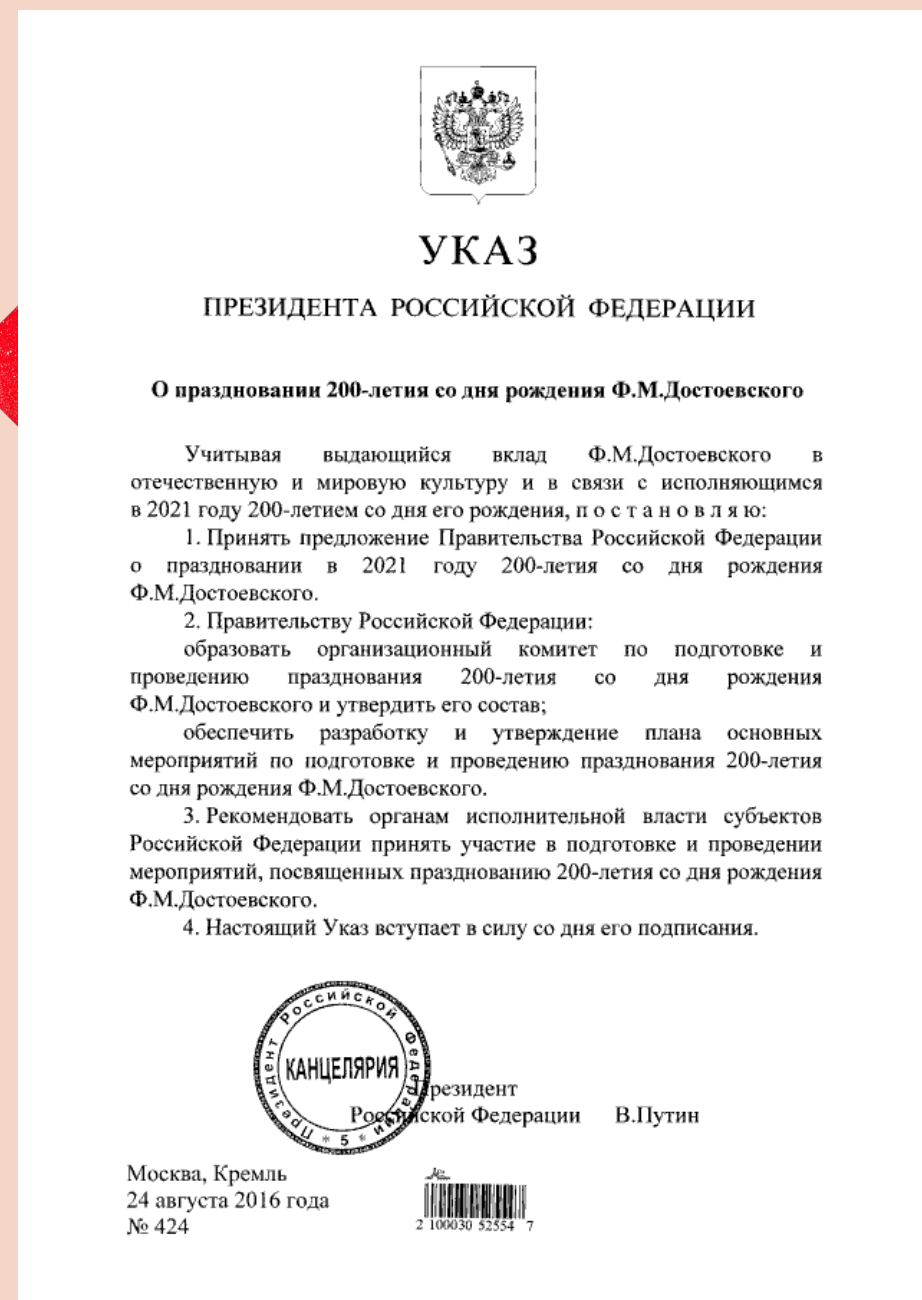 УКАЗ
ПРЕЗИДЕНТА РОССИЙСКОЙ ФЕДЕРАЦИИ
О праздновании 200-летия со дня рождения Ф.М.Достоевского
Учитывая выдающийся вклад Ф.М.Достоевского в
отечественную и мировую культуру и в связи с исполняющимся
в 2021 году 200-летием со дня его рождения, п о с т а н о в л я ю:
1. Принять предложение Правительства Российской Федерации
о праздновании в 2021 году 200-летия со дня рождения
Ф.М.Достоевского.
2. Правительству Российской Федерации:
образовать организационный комитет по подготовке и
проведению празднования 200-летия со дня рождения
Ф.М.Достоевского и утвердить его состав;
обеспечить разработку и утверждение плана основных
мероприятий по подготовке и проведению празднования 200-летия
со дня рождения Ф.М.Достоевского.
3. Рекомендовать органам исполнительной власти субъектов
Российской Федерации принять участие в подготовке и проведении
мероприятий, посвященных празднованию 200-летия со дня рождения
Ф.М.Достоевского.
4. Настоящий Указ вступает в силу со дня его подписания.
Президент Российской Федерации
КАНЦЕЛЯРИЯ
* 5 *
Президент
Российской Федерации В.Путин
Москва, Кремль
24 августа 2016 года
№ 424
2 100030 52554 7